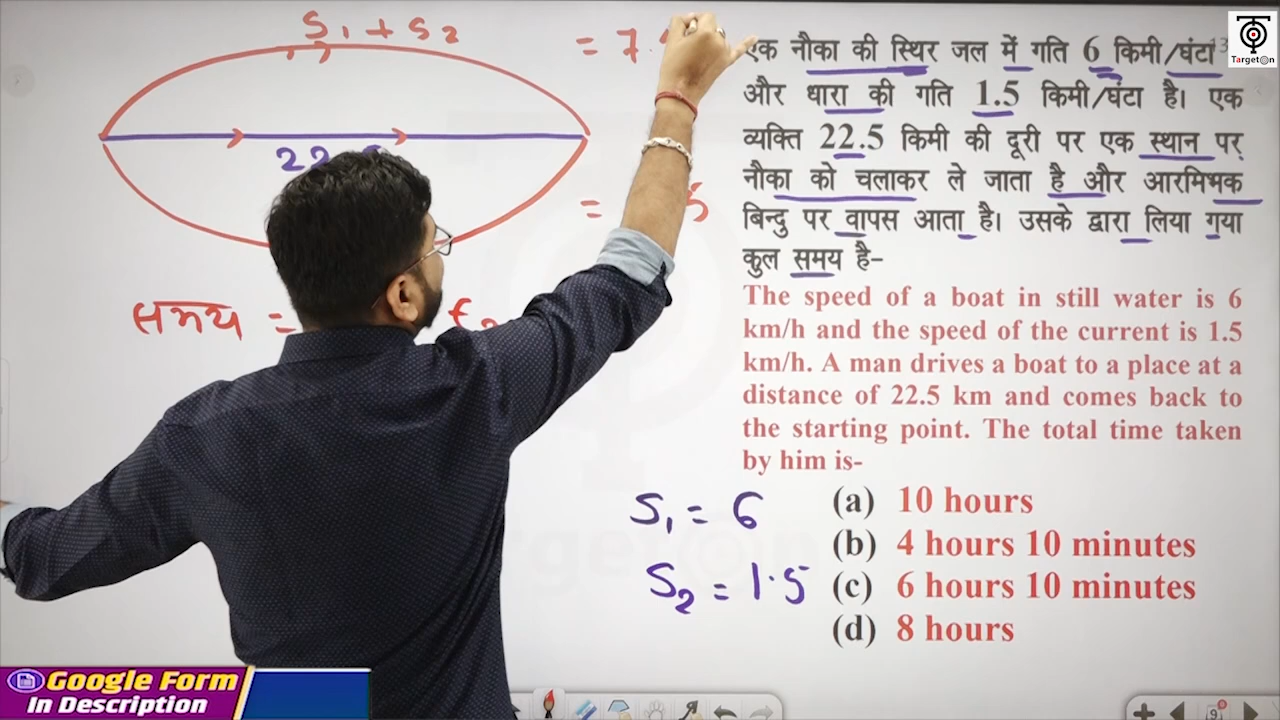 S₁ + S₂
= 7.
22.
=
समय =
S₁ = 6
S₂ = 1.5
एक नौका की स्थिर जल में गति 6 किमी/घंटा
और धारा की गति 1.5 किमी/घंटा है। एक
व्यक्ति 22.5 किमी की दूरी पर एक स्थान पर
नौका को चलाकर ले जाता है और आरम्भिक
बिन्दु पर वापस आता है। उसके द्वारा लिया गया
कुल समय है-
The speed of a boat in still water is 6
km/h and the speed of the current is 1.5
km/h. A man drives a boat to a place at a
distance of 22.5 km and comes back to
the starting point. The total time taken
by him is-
(a) 10 hours
(b) 4 hours 10 minutes
(c) 6 hours 10 minutes
(d) 8 hours
Target
Google Form
In Description
9